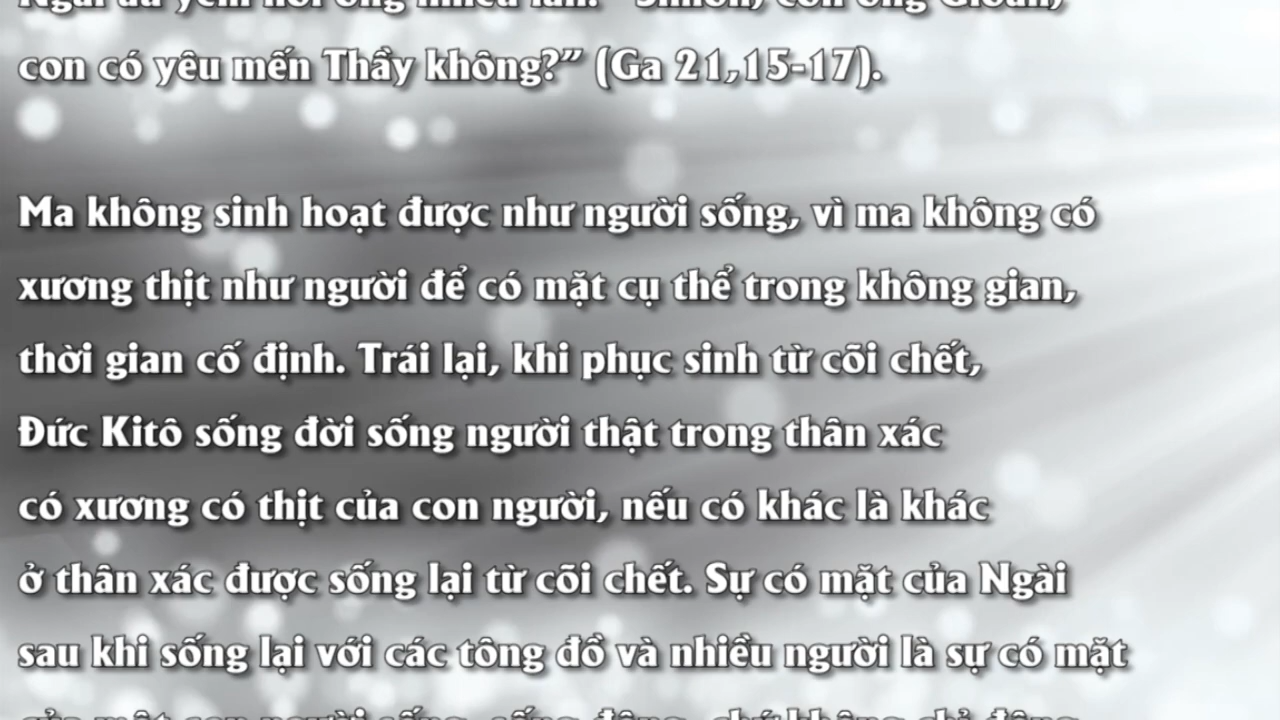 con có yêu mến Thầy không?” (Ga 21,15-17).
Ma không sinh hoạt được như người sống, vì ma không có
xương thịt như người để có mặt cụ thể trong không gian,
thời gian cố định. Trái lại, khi phục sinh từ cõi chết,
Đức Kitô sống đời sống người thật trong thân xác
có xương có thịt của con người, nếu có khác là khác
ở thân xác được sống lại từ cõi chết. Sự có mặt của Ngài
sau khi sống lại với các tông đồ và nhiều người là sự có mặt